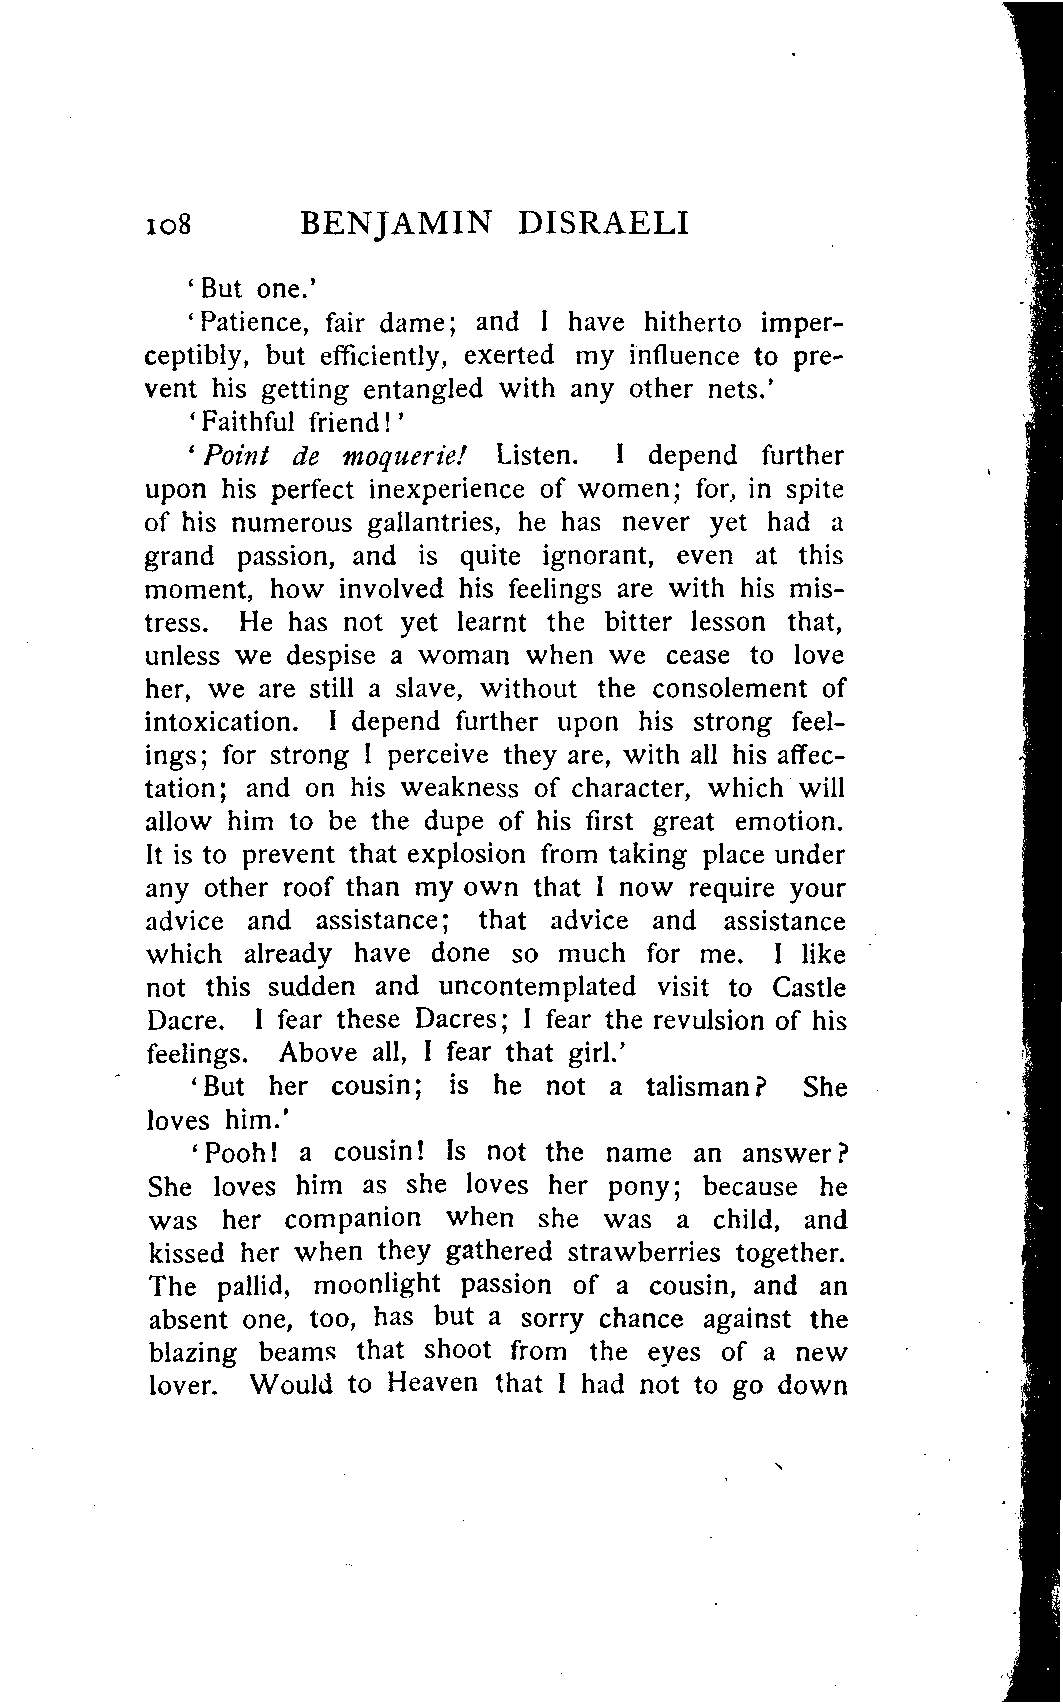 108 BENJAMIN DISRAELI
‘But one.’
‘Patience, fair dame; and I have hitherto imper-
ceptibly, but efficiently, exerted my influence to pre-
vent his getting entangled with any other nets.’
‘Faithful friend!’
‘Point de moquerie! Listen. I depend further
upon his perfect inexperience of women; for, in spite
of his numerous gallantries, he has never yet had a
grand passion, and is quite ignorant, even at this
moment, how involved his feelings are with his mis-
tress. He has not yet learnt the bitter lesson that,
unless we despise a woman when we cease to love
her, we are still a slave, without the consolement of
intoxication. I depend further upon his strong feel-
ings; for strong I perceive they are, with all his affec-
tation; and on his weakness of character, which will
allow him to be the dupe of his first great emotion.
It is to prevent that explosion from taking place under
any other roof than my own that I now require your
advice and assistance; that advice and assistance
which already have done so much for me. I like
not this sudden and uncontemplated visit to Castle
Dacre. I fear these Dacres; I fear the revulsion of his
feelings. Above all, I fear that girl.’
‘But her cousin; is he not a talisman? She
loves him.’
‘Pooh! a cousin! Is not the name an answer?
She loves him as she loves her pony; because he
was her companion when she was a child, and
kissed her when they gathered strawberries together.
The pallid, moonlight passion of a cousin, and an
absent one, too, has but a sorry chance against the
blazing beams that shoot from the eyes of a new
lover. Would to Heaven that I had not to go down